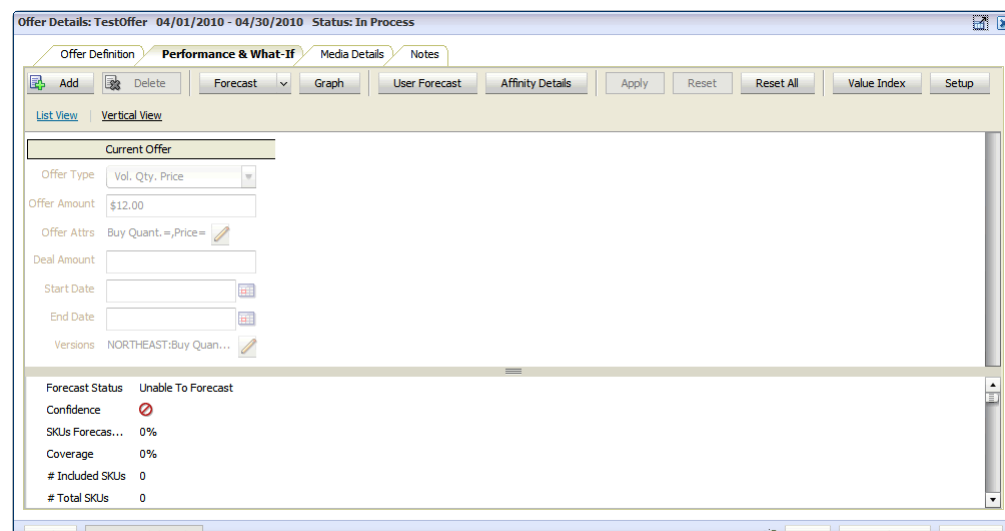 Offer Details: TestOffer 04/01/2010 - 04/30/2010 Status: In Process
Offer Definition Performance & What-If Media Details Notes
Add Delete Forecast Graph User Forecast Affinity Details Apply Reset Reset All Value Index Setup
List View | Vertical View
Current Offer
Offer Type Vol. Qty. Price
Offer Amount $12.00
Offer Attrs Buy Quant.=,Price=
Deal Amount
Start Date
End Date
Versions NORTHEAST:Buy Quan...
Forecast Status Unable To Forecast
Confidence
SKUs Forecas... 0%
Coverage 0%
# Included SKUs 0
# Total SKUs 0